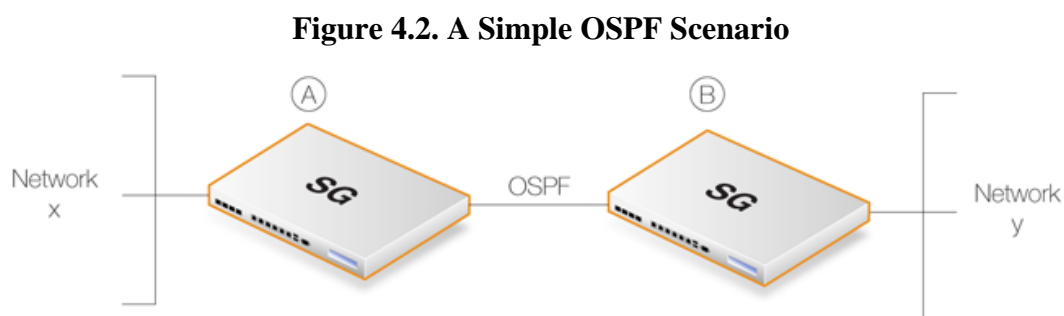 Figure 4.2. A Simple OSPF Scenario
A
B
Network
x
SG
OSPF
SG
Network
y